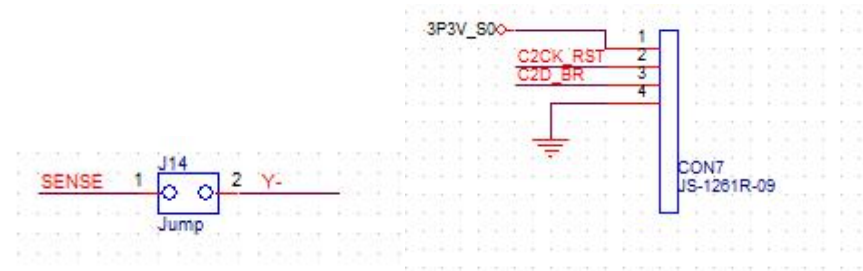 3P3V_S0
1
C2CK_RST 2
C2D_BR 3
4
CON7
JS-1261R-09
J14
SENSE 1 2 Y-
Jump